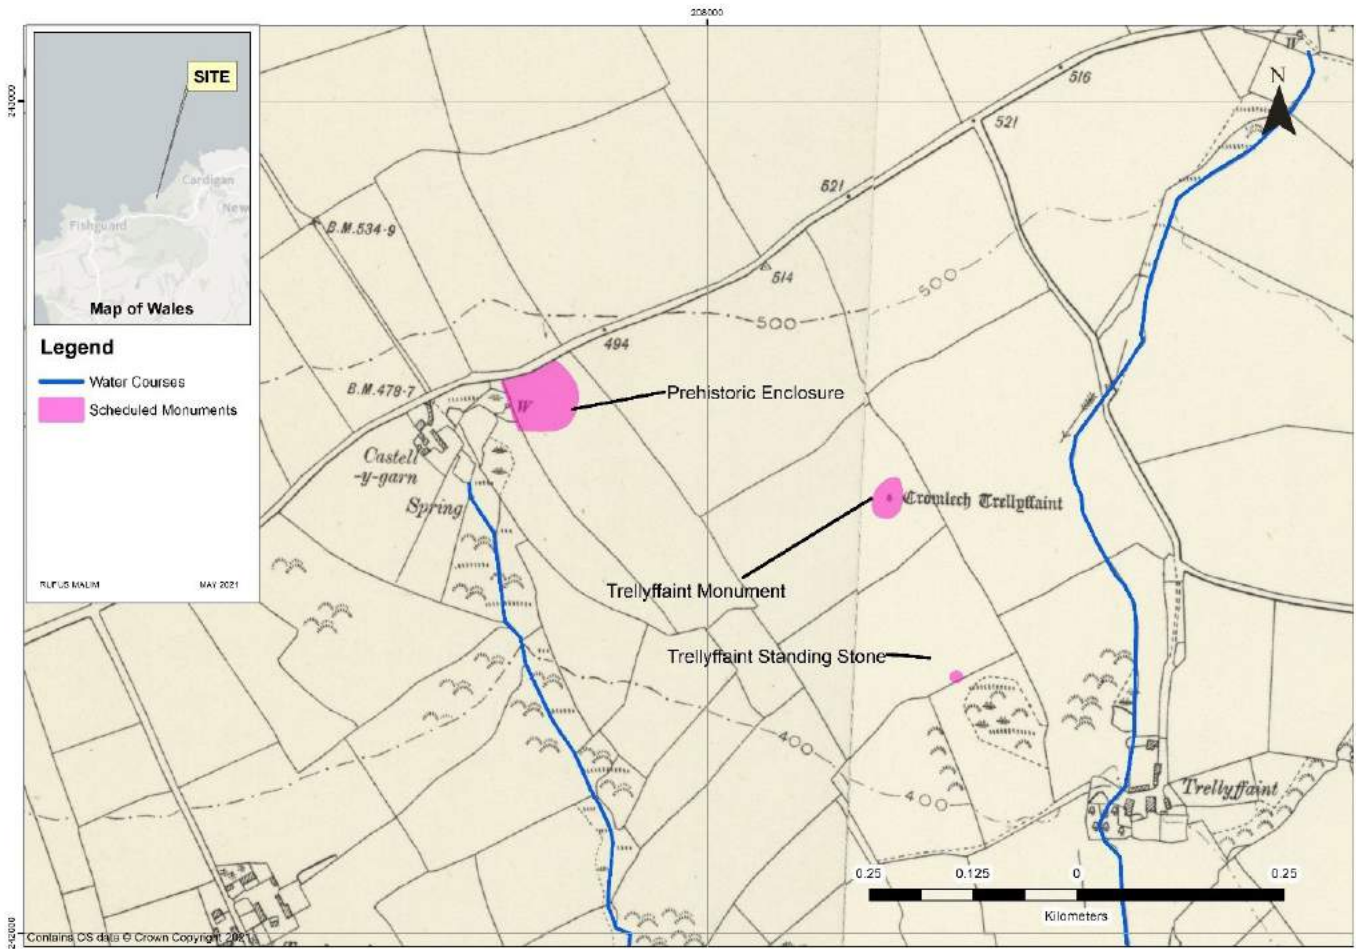 208000
SITE
Cardigan
New
Fishguard
Map of Wales
Legend
Water Courses
Scheduled Monuments
RUFUS MALIM MAY 2021
N
W
516
521
521
B.M.534·9
514
500
500
494
B.M.478·7
W
Prehistoric Enclosure
Castell
-y-garn
Spring
Cromlech Trellyffaint
Trellyffaint Monument
Trellyffaint Standing Stone
400
400
Trellyffaint
0.25 0.125 0 0.25
Kilometers
242000
Contains OS data © Crown Copyright 2021